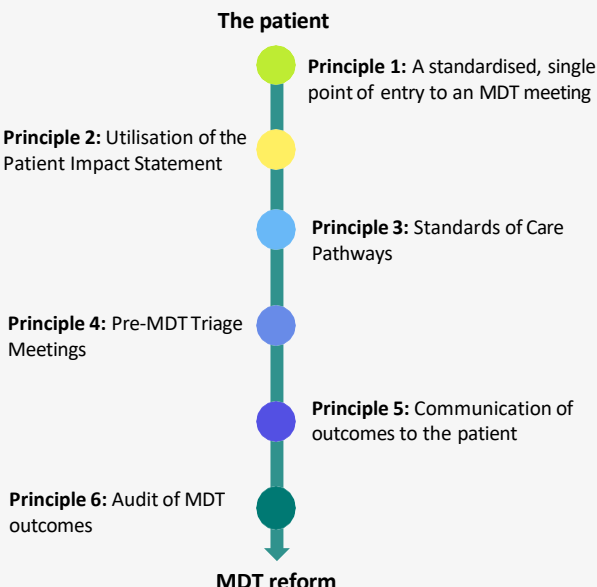 The patient
Principle 1: A standardised, single
point of entry to an MDT meeting
Principle 2: Utilisation of the
Patient Impact Statement
Principle 3: Standards of Care
Pathways
Principle 4: Pre-MDT Triage
Meetings
Principle 5: Communication of
outcomes to the patient
Principle 6: Audit of MDT
outcomes
MDT reform